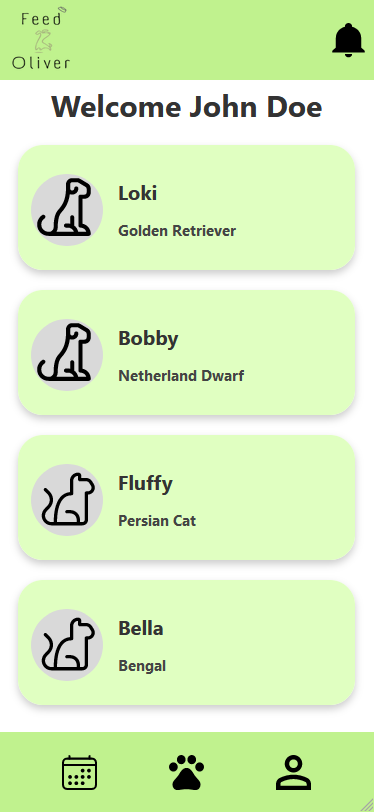 Feed
Oliver
Welcome John Doe
Loki
Golden Retriever
Bobby
Netherland Dwarf
Fluffy
Persian Cat
Bella
Bengal